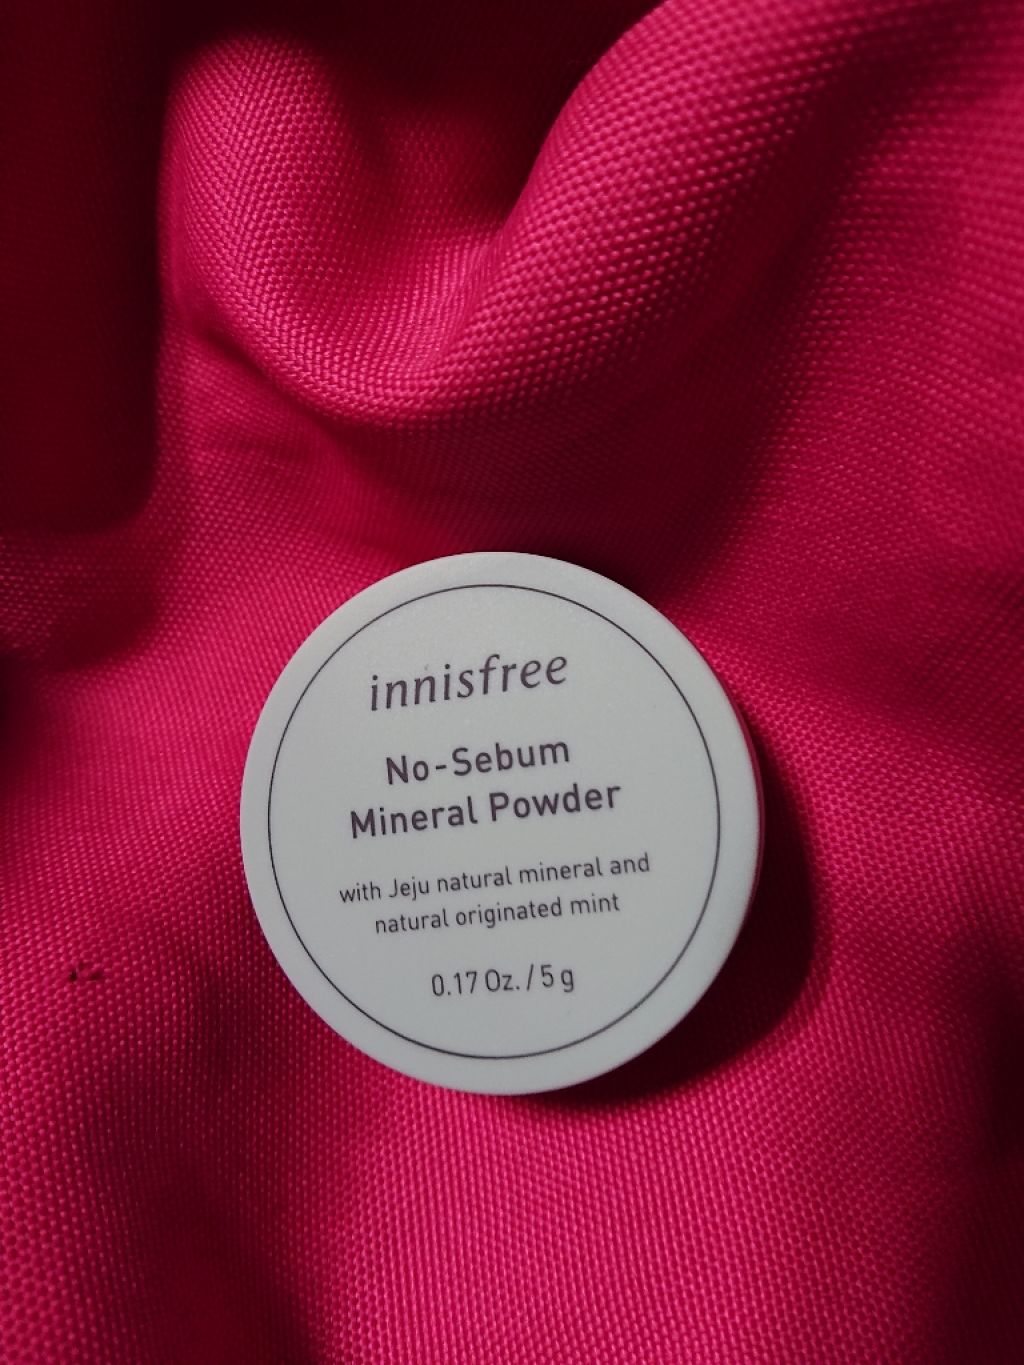 innisfree
No-Sebum
Mineral Powder
with Jeju natural mineral and
natural originated mint
0.17 Oz. / 5 g